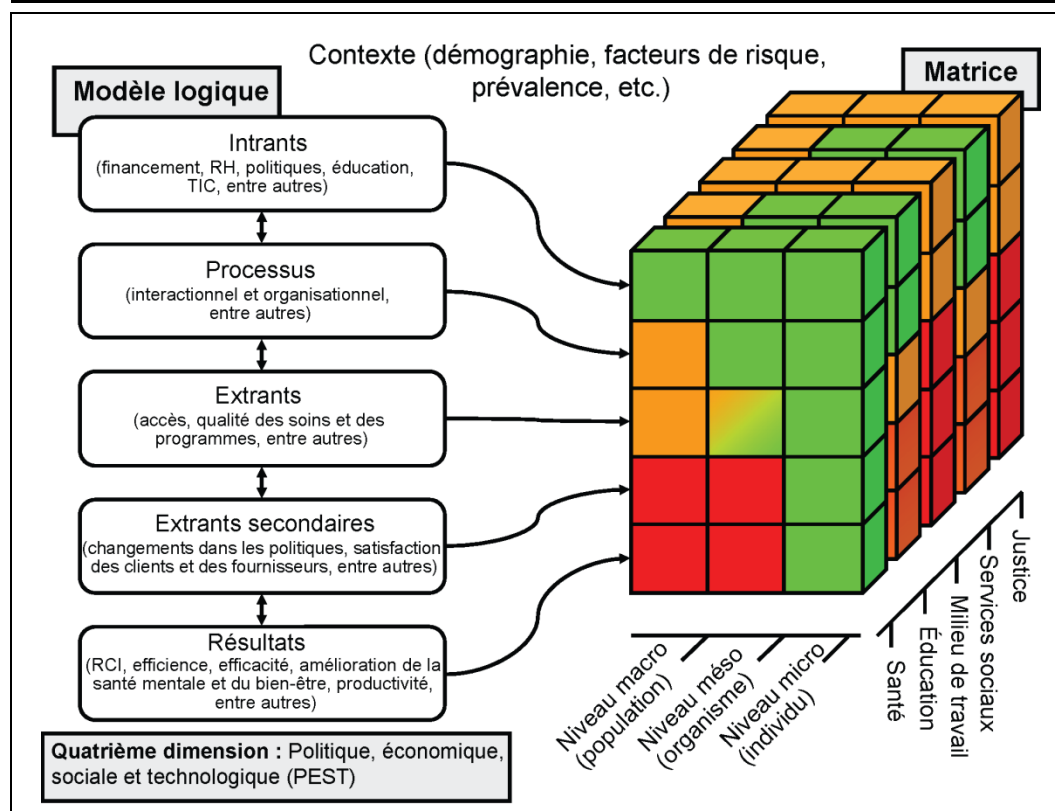 Contexte (démographie, facteurs de risque,
prévalence, etc.)
Modèle logique
Matrice
Intrants
(financement, RH, politiques, éducation,
TIC, entre autres)
Processus
(interactionnel et organisationnel,
entre autres)
Extrants
(accès, qualité des soins et des
programmes, entre autres)
Extrants secondaires
(changements dans les politiques, satisfaction
des clients et des fournisseurs, entre autres)
Résultats
(RCI, efficience, efficacité, amélioration de la
santé mentale et du bien-être, productivité,
entre autres)
Niveau macro
(population)
Niveau méso
(organisme)
Niveau micro
(individu)
Santé
Éducation
Milieu de travail
Services sociaux
Justice
Quatrième dimension : Politique, économique,
sociale et technologique (PEST)